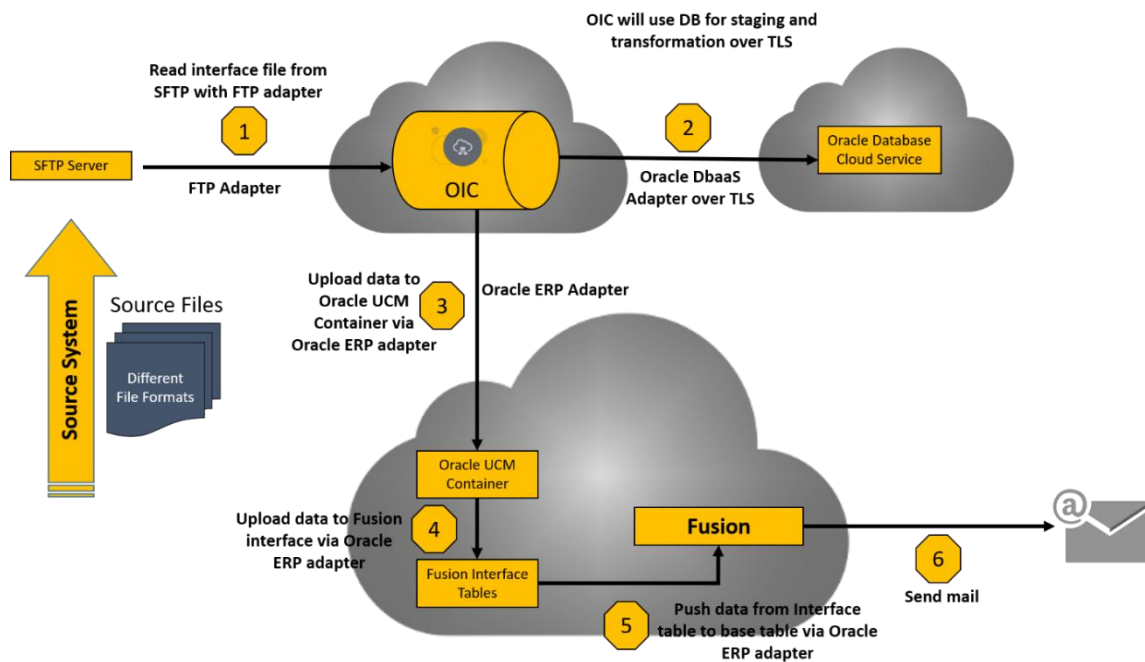 OIC will use DB for staging and
transformation over TLS
Read interface file from
SFTP with FTP adapter
1
2
SFTP Server
FTP Adapter
OIC
Oracle Database
Cloud Service
Oracle DbaaS
Adapter over TLS
Upload data to
Oracle UCM
Container via
Oracle ERP adapter
3
Oracle ERP Adapter
Source System
Source Files
Different
File Formats
Oracle UCM
Container
Upload data to Fusion
interface via Oracle
ERP adapter
4
Fusion Interface
Tables
Fusion
@
6
Send mail
5
Push data from Interface
table to base table via Oracle
ERP adapter